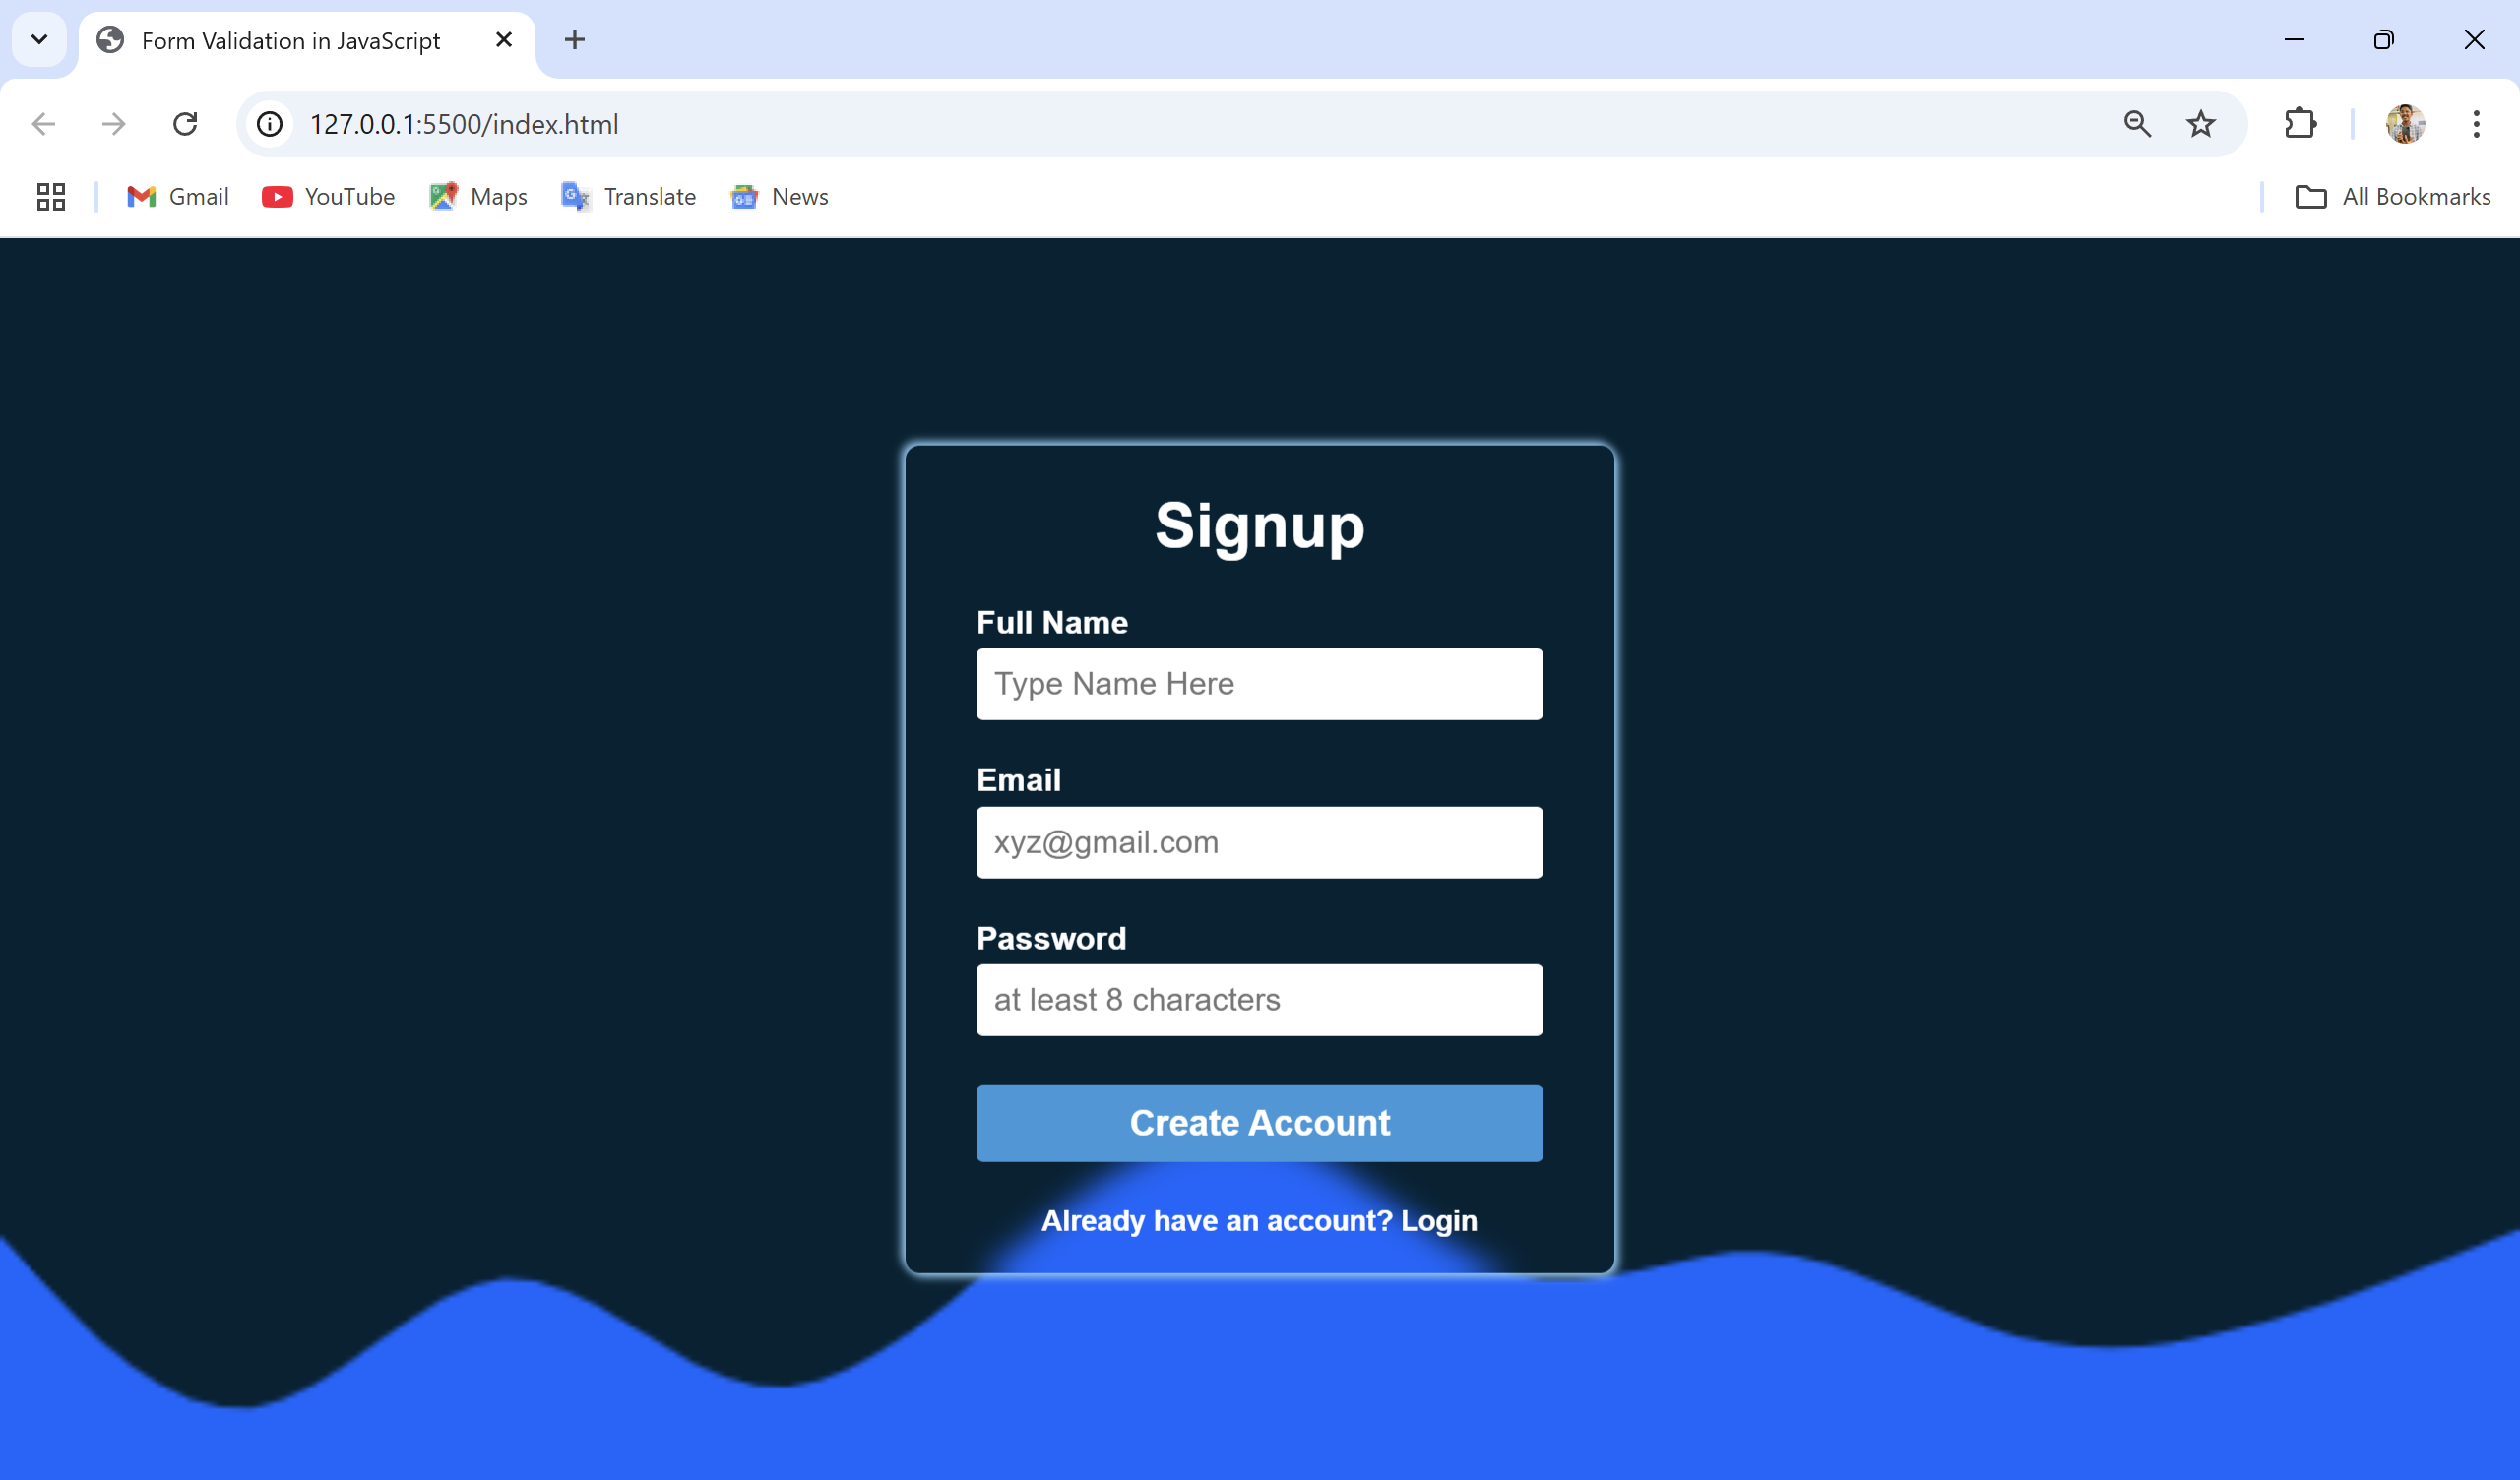 Form Validation in JavaScript
127.0.0.1:5500/index.html
Gmail YouTube Maps Translate News All Bookmarks
Signup
Full Name
Type Name Here
Email
xyz@gmail.com
Password
at least 8 characters
Create Account
Already have an account? Login